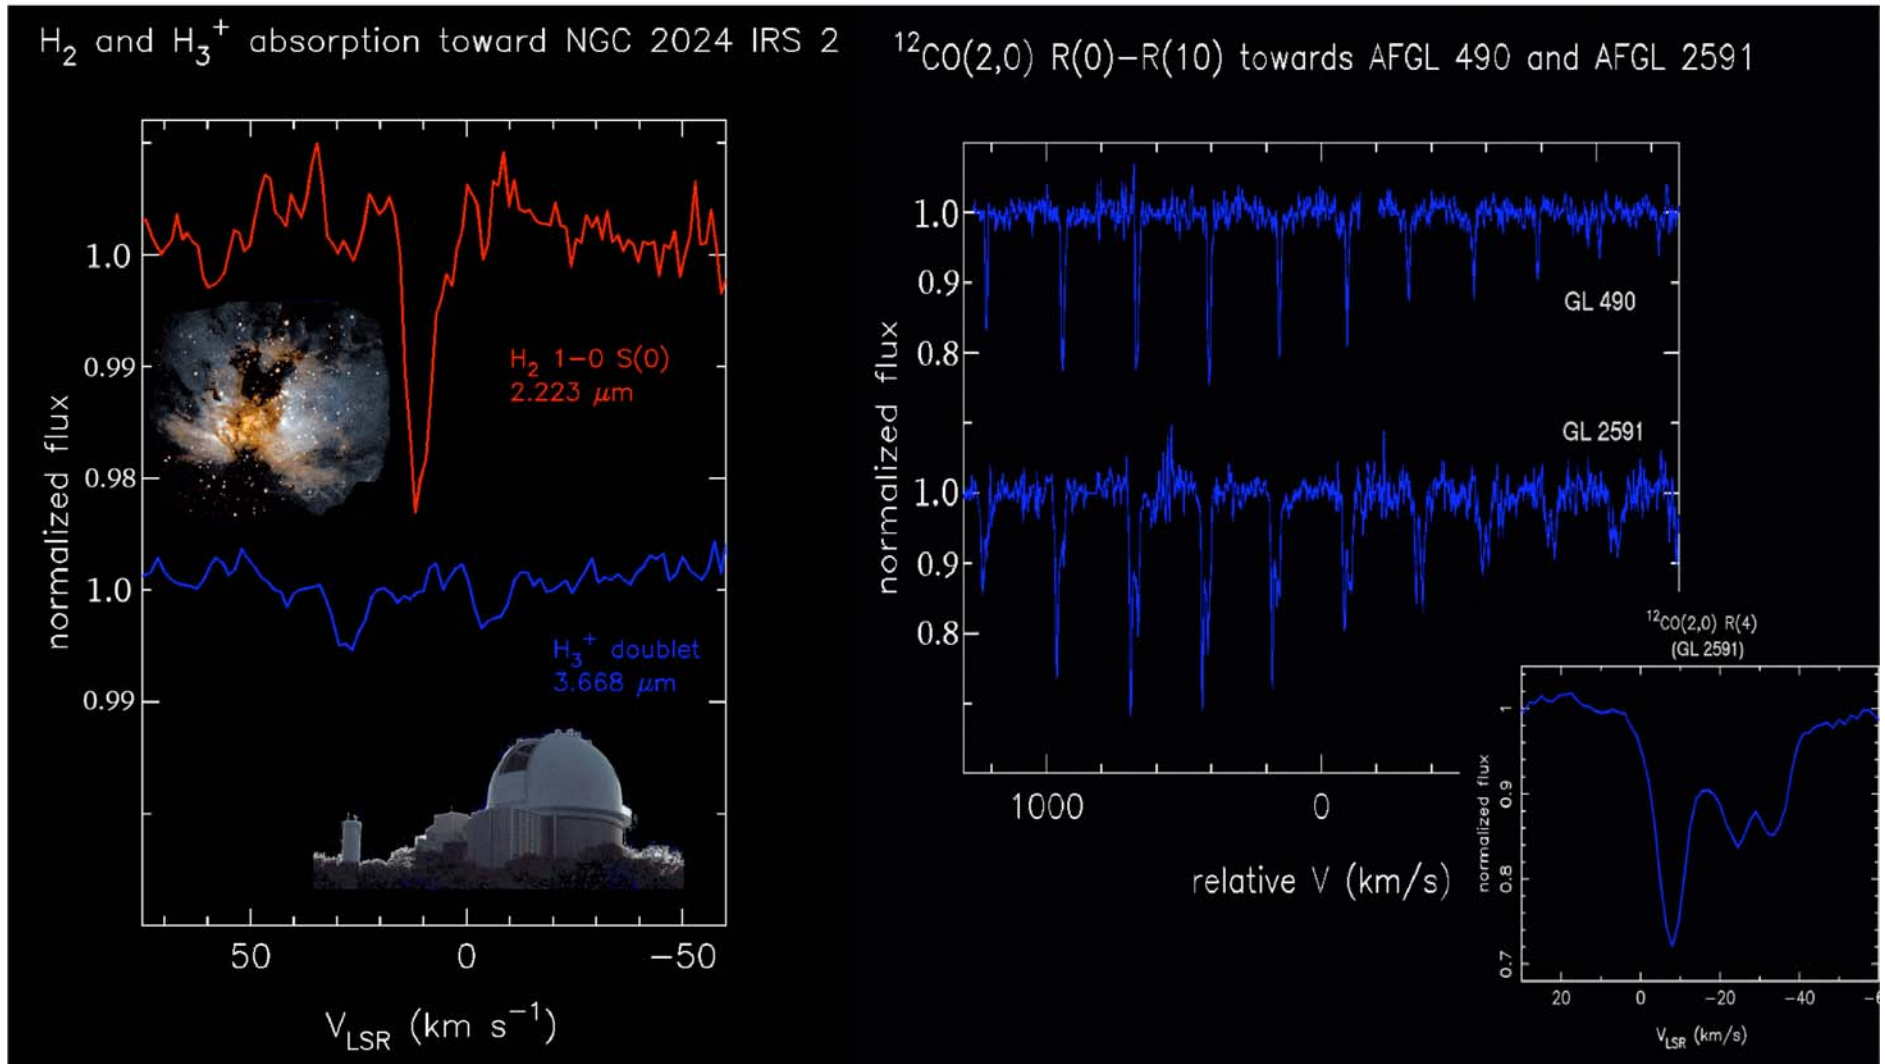 H₂ and H₃⁺ absorption toward NGC 2024 IRS 2
normalized flux
1.0
0.99
0.98
1.0
0.99
H₂ 1−0 S(0)
2.223 μm
H₃⁺ doublet
3.668 μm
50 0 −50
V_LSR (km s⁻¹)
¹²CO(2,0) R(0)−R(10) towards AFGL 490 and AFGL 2591
normalized flux
1.0
0.9
0.8
GL 490
normalized flux
1.0
0.9
0.8
GL 2591
1000 0
relative V (km/s)
¹²CO(2,0) R(4)
(GL 2591)
normalized flux
1
0.9
0.8
0.7
20 0 −20 −40
V_LSR (km/s)